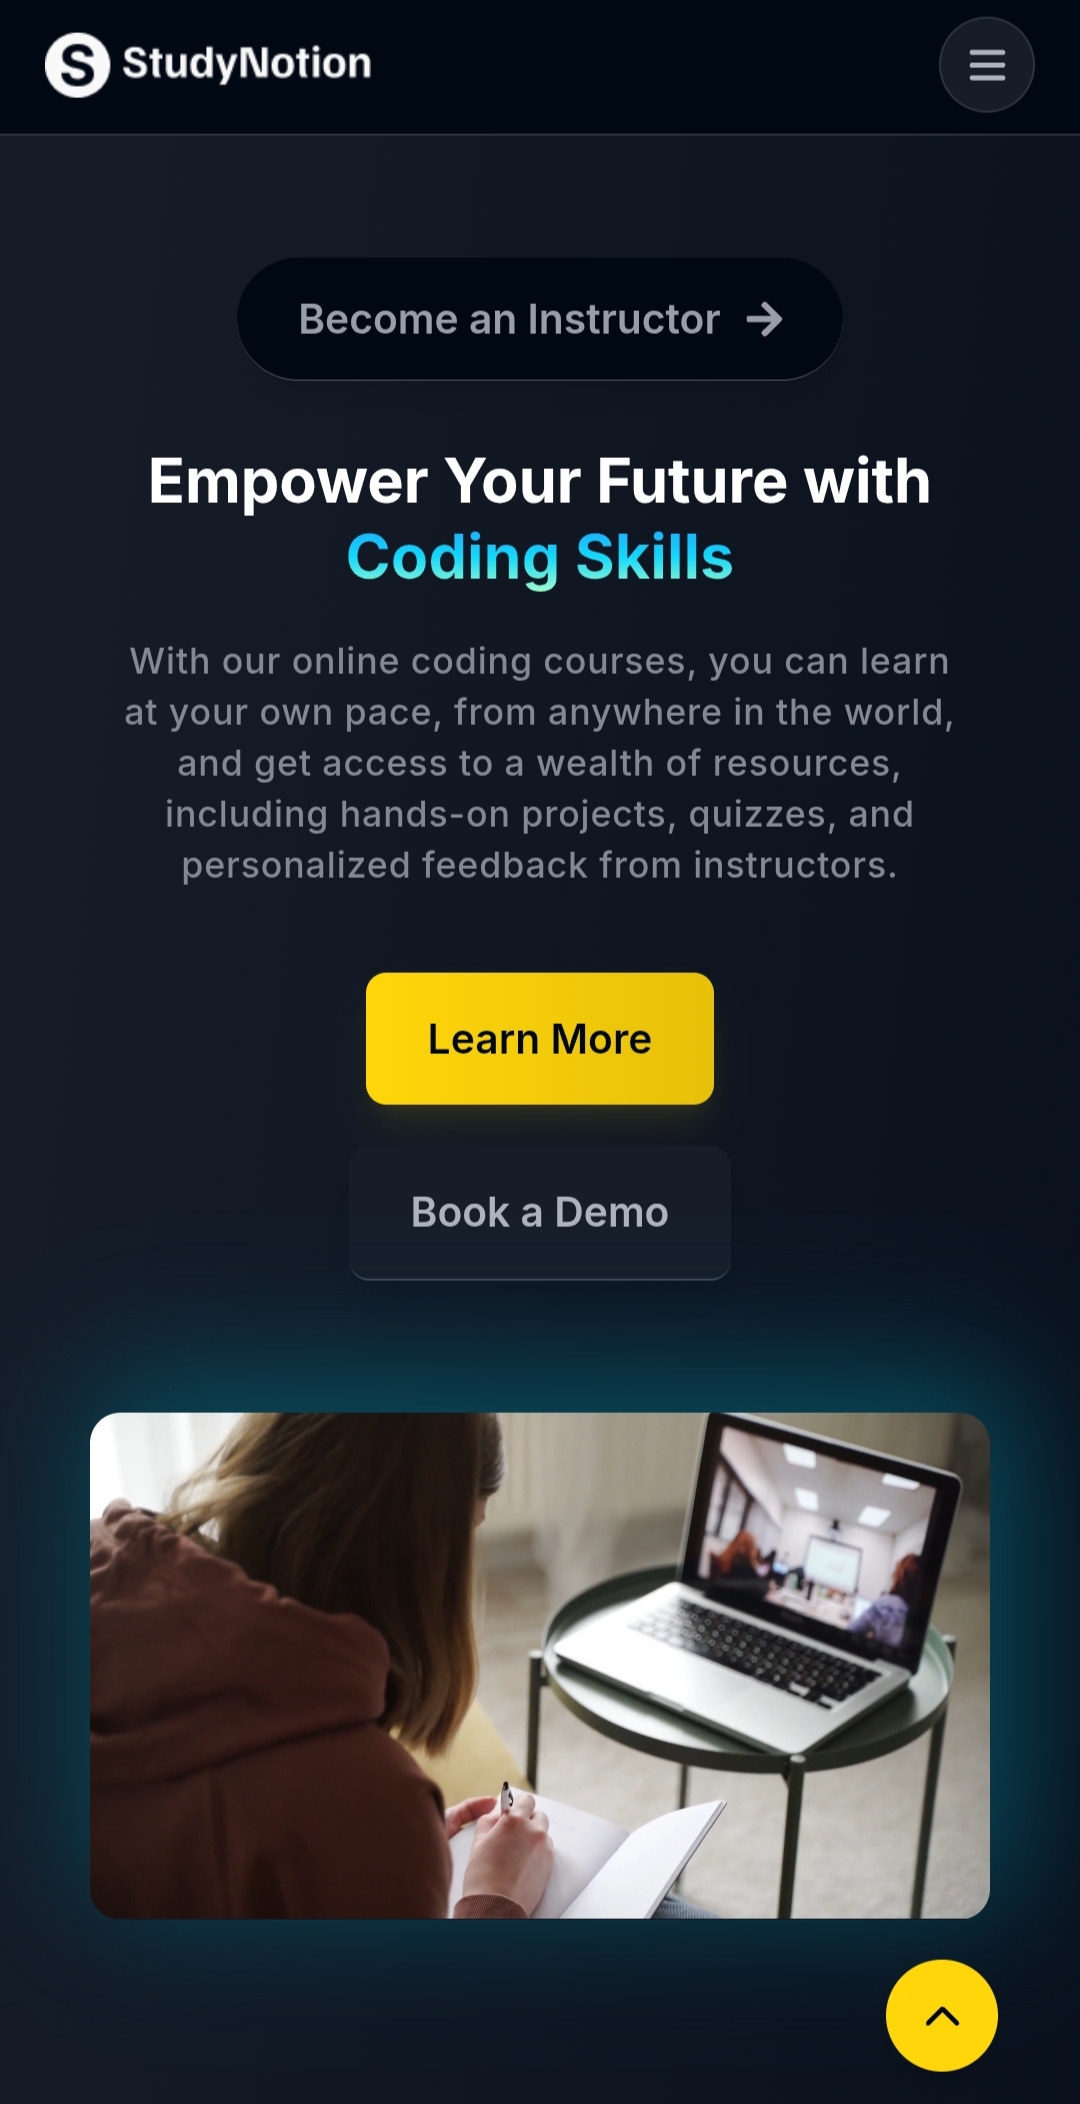 S StudyNotion
Become an Instructor
Empower Your Future with
Coding Skills
With our online coding courses, you can learn
at your own pace, from anywhere in the world,
and get access to a wealth of resources,
including hands-on projects, quizzes, and
personalized feedback from instructors.
Learn More
Book a Demo